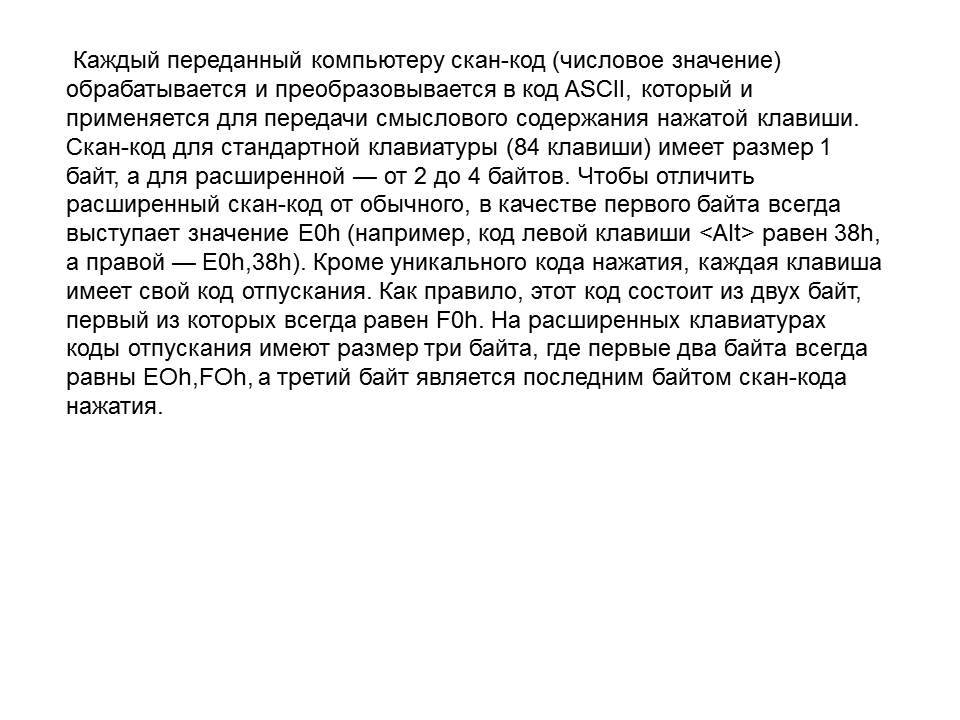 Каждый переданный компьютеру скан-код (числовое значение)
обрабатывается и преобразовывается в код ASCII, который и
применяется для передачи смыслового содержания нажатой клавиши.
Скан-код для стандартной клавиатуры (84 клавиши) имеет размер 1
байт, а для расширенной — от 2 до 4 байтов. Чтобы отличить
расширенный скан-код от обычного, в качестве первого байта всегда
выступает значение E0h (например, код левой клавиши <Alt> равен 38h,
а правой — E0h,38h). Кроме уникального кода нажатия, каждая клавиша
имеет свой код отпускания. Как правило, этот код состоит из двух байт,
первый из которых всегда равен F0h. На расширенных клавиатурах
коды отпускания имеют размер три байта, где первые два байта всегда
равны EOh,FOh, а третий байт является последним байтом скан-кода
нажатия.